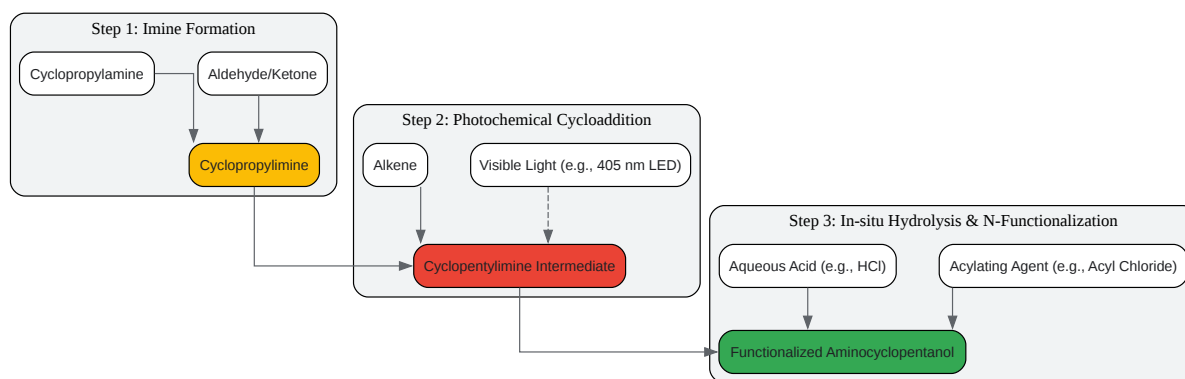 Step 1: Imine Formation
Cyclopropylamine
Aldehyde/Ketone
Cyclopropylimine
Step 2: Photochemical Cycloaddition
Alkene
Visible Light (e.g., 405 nm LED)
Cyclopentylimine Intermediate
Step 3: In-situ Hydrolysis & N-Functionalization
Aqueous Acid (e.g., HCl)
Acylating Agent (e.g., Acyl Chloride)
Functionalized Aminocyclopentanol